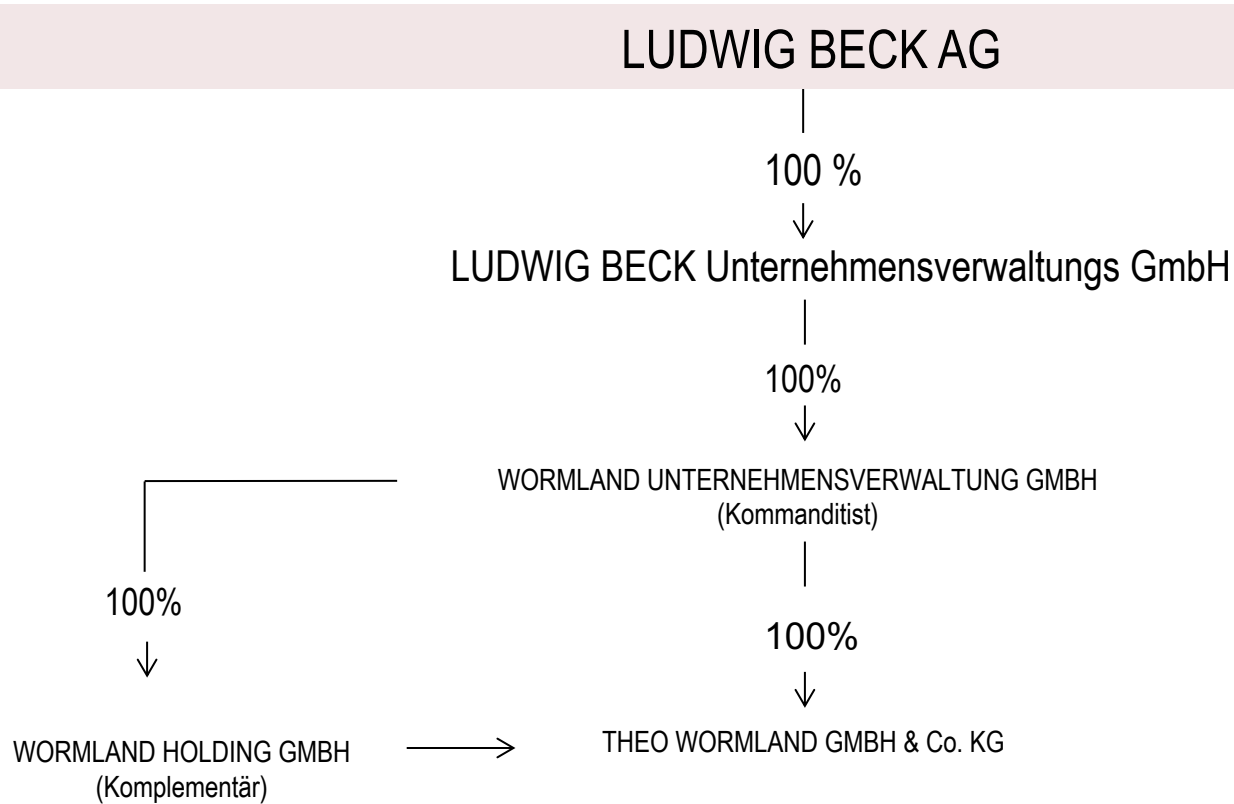 LUDWIG BECK AG
100 %
LUDWIG BECK Unternehmensverwaltungs GmbH
100%
WORMLAND UNTERNEHMENSVERWALTUNG GMBH
(Kommanditist)
100%
100%
WORMLAND HOLDING GMBH
(Komplementär)
THEO WORMLAND GMBH & Co. KG